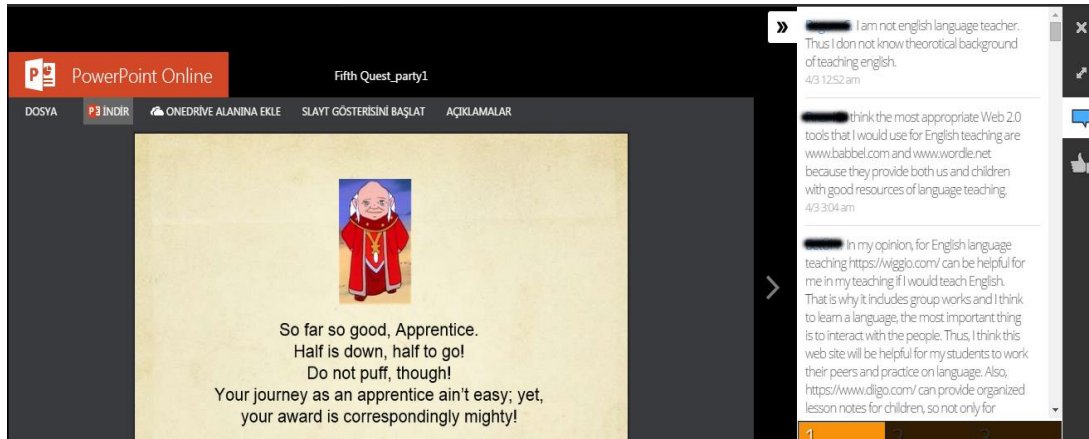 PowerPoint Online
Fifth Quest_party1
DOSYA
İNDİR
ONEDRİVE ALANINA EKLE
SLAYT GÖSTERİSİNİ BAŞLAT
AÇIKLAMALAR
So far so good, Apprentice.
Half is down, half to go!
Do not puff, though!
Your journey as an apprentice ain't easy; yet,
your award is correspondingly mighty!
I am not english language teacher.
Thus I don not know theorotical background
of teaching english.
4/3 12:52 am
think the most appropriate Web 2.0
tools that I would use for English teaching are
www.babbel.com and www.wordle.net
because they provide both us and children
with good resources of language teaching.
4/3 3:04 am
In my opinion, for English language
teaching https://wiggio.com/ can be helpful for
me in my teaching if I would teach English.
That is why it includes group works and I think
to learn a language, the most important thing
is to interact with the people. Thus, I think this
web site will be helpful for my students to work
their peers and practice on language. Also,
https://www.diigo.com/ can provide organized
lesson notes for children, so not only for
1
2